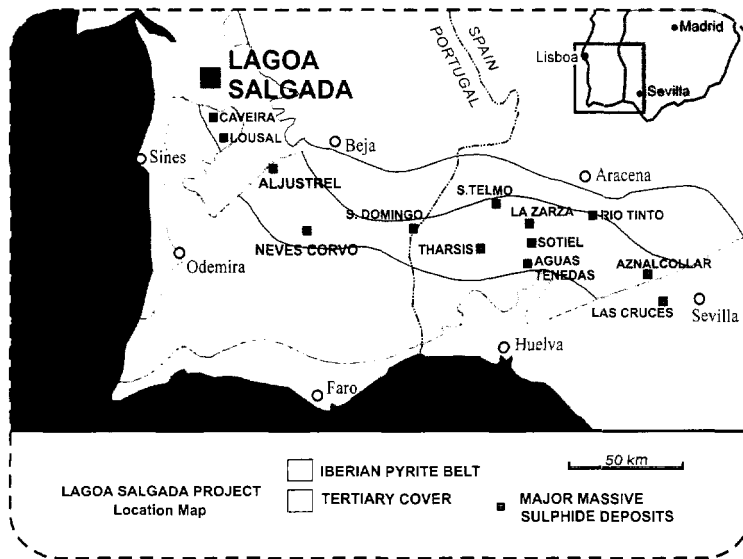 Madrid
Lisboa
Sevilla
SPAIN
PORTUGAL
LAGOA
SALGADA
CAVEIRA
LOUSAL
Beja
Sines
ALJUSTREL
Aracena
S.TELMO
LA ZARZA
RIO TINTO
S. DOMINGO
NEVES CORVO
THARSIS
SOTIEL
AGUAS
TENEDAS
AZNALCOLLAR
Odemira
LAS CRUCES
Sevilla
Huelva
Faro
50 km
IBERIAN PYRITE BELT
TERTIARY COVER
LAGOA SALGADA PROJECT
Location Map
MAJOR MASSIVE
SULPHIDE DEPOSITS